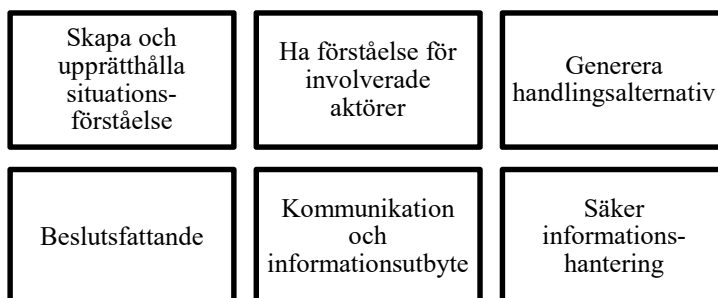 Skapa och
upprätthålla
situations-
förståelse
Ha förståelse för
involverade
aktörer
Generera
handlingsalternativ
Beslutsfattande
Kommunikation
och
informationsutbyte
Säker
informations-
hantering